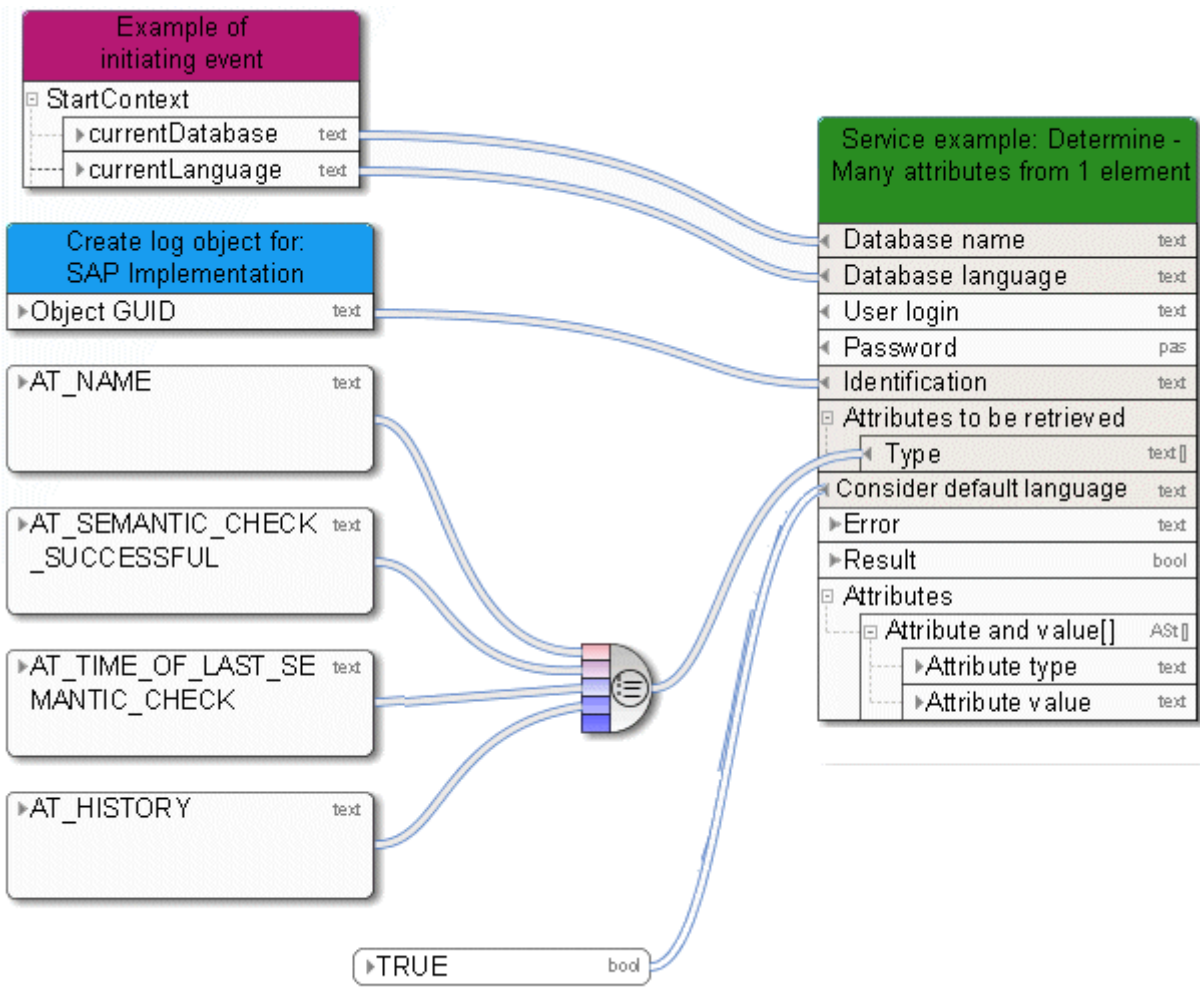 Example of
initiating event
StartContext
currentDatabase text
currentLanguage text
Create log object for:
SAP Implementation
Object GUID text
AT_NAME text
AT_SEMANTIC_CHECK text
_SUCCESSFUL
AT_TIME_OF_LAST_SE text
MANTIC_CHECK
AT_HISTORY text
TRUE bool
Service example: Determine -
Many attributes from 1 element
Database name text
Database language text
User login text
Password pas
Identification text
Attributes to be retrieved
Type text[]
Consider default language text
Error text
Result bool
Attributes
Attribute and value[] ASt[]
Attribute type text
Attribute value text